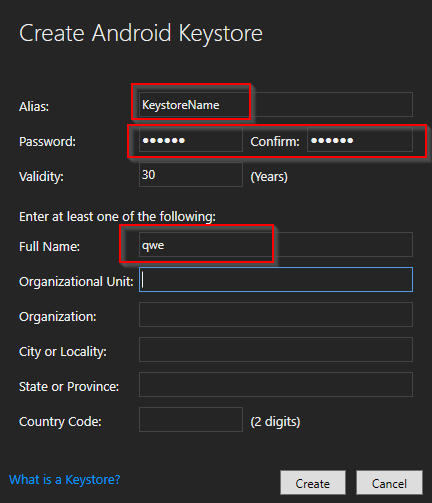 Create Android Keystore
Alias: KeystoreName
Password: •••••• Confirm: ••••••
Validity: 30 (Years)
Enter at least one of the following:
Full Name: qwe
Organizational Unit:
Organization:
City or Locality:
State or Province:
Country Code: (2 digits)
What is a Keystore? Create Cancel